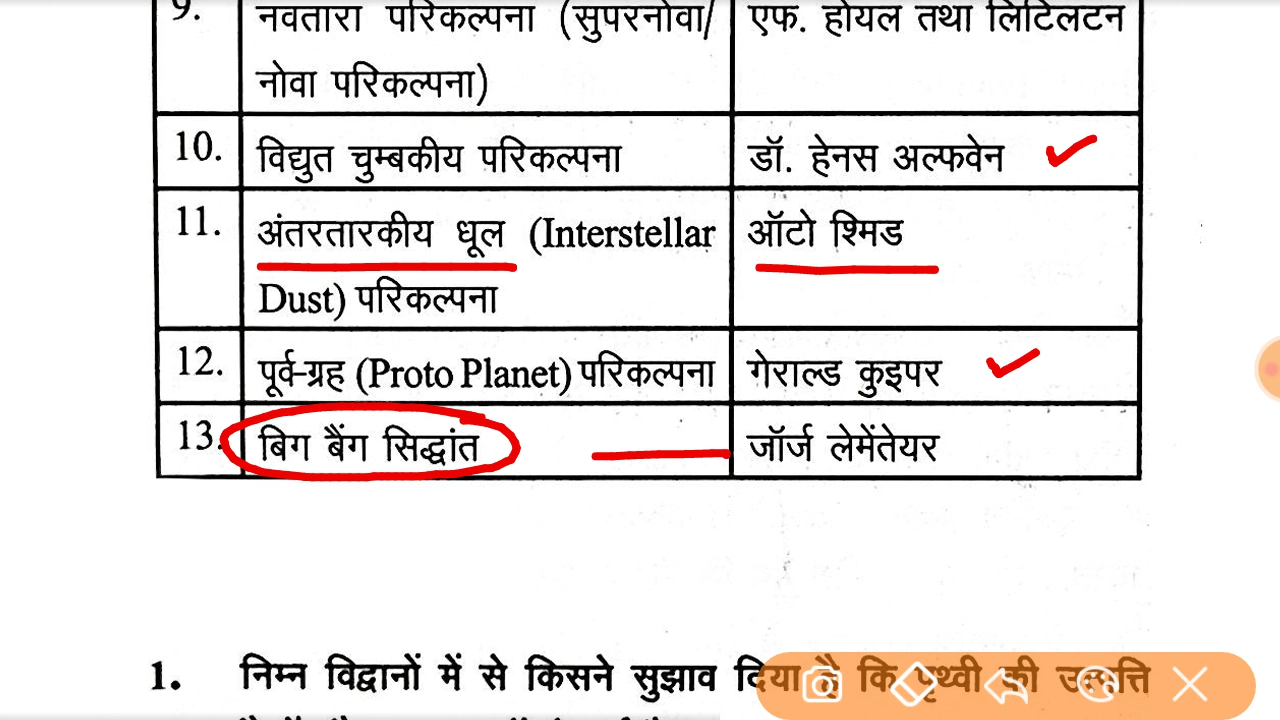 9. नवतारा परिकल्पना (सुपरनोवा/ एफ. होयल तथा लिटिलटन
नोवा परिकल्पना)
10. विद्युत चुम्बकीय परिकल्पना डॉ. हेनस अल्फवेन
11. अंतरतारकीय धूल (Interstellar ऑटो श्मिड
Dust) परिकल्पना
12. पूर्व-ग्रह (Proto Planet) परिकल्पना गेराल्ड कुइपर
13. बिग बैंग सिद्धांत जॉर्ज लेमेंतेयर
1. निम्न विद्वानों में से किसने सुझाव दिया है कि पृथ्वी की उत्पत्ति